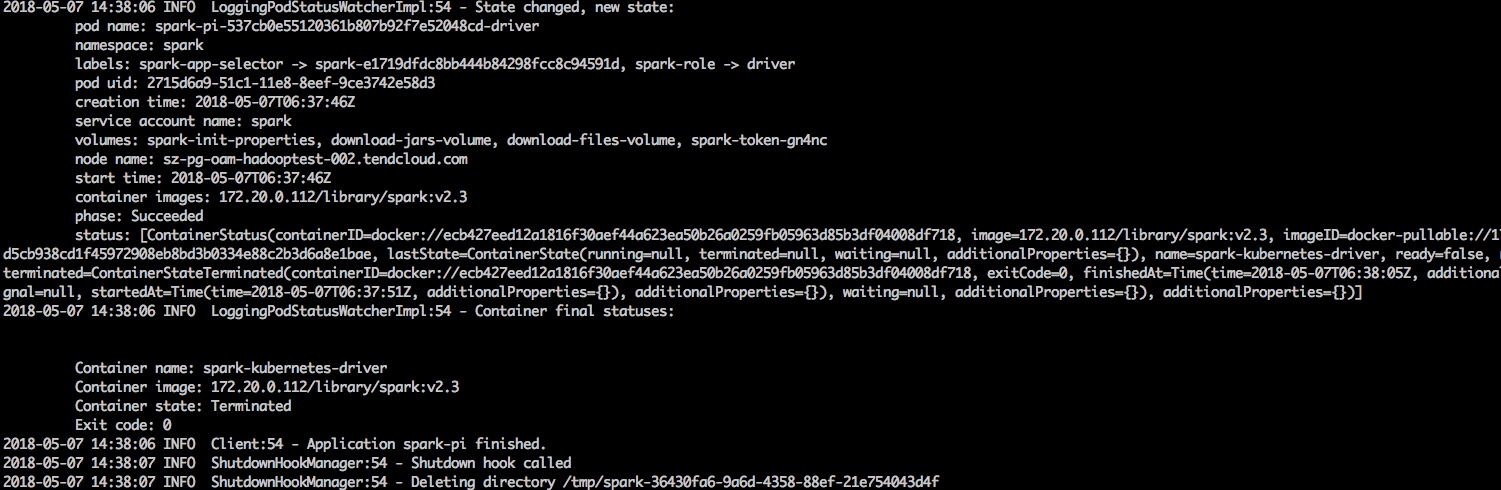 2018-05-07 14:38:06 INFO  LoggingPodStatusWatcherImpl:54 - State changed, new state:
pod name: spark-pi-537cb0e55120361b807b92f7e52048cd-driver
namespace: spark
labels: spark-app-selector -> spark-e1719dfdc8bb444b84298fcc8c94591d, spark-role -> driver
pod uid: 2715d6a9-51c1-11e8-8eef-9ce3742e58d3
creation time: 2018-05-07T06:37:46Z
service account name: spark
volumes: spark-init-properties, download-jars-volume, download-files-volume, spark-token-gn4nc
node name: sz-pg-oam-hadooptest-002.tendcloud.com
start time: 2018-05-07T06:37:46Z
container images: 172.20.0.112/library/spark:v2.3
phase: Succeeded
status: [ContainerStatus(containerID=docker://ecb427eed12a1816f30aef44a623ea50b26a0259fb05963d85b3df04008df718, image=172.20.0.112/library/spark:v2.3, imageID=docker-pullable://17
d5cb938cd1f45972908eb8bd3b0334e88c2b3d6a8e1bae, lastState=ContainerState(running=null, terminated=null, waiting=null, additionalProperties={}), name=spark-kubernetes-driver, ready=false,
terminated=ContainerStateTerminated(containerID=docker://ecb427eed12a1816f30aef44a623ea50b26a0259fb05963d85b3df04008df718, exitCode=0, finishedAt=Time(time=2018-05-07T06:38:05Z, additional
gnal=null, startedAt=Time(time=2018-05-07T06:37:51Z, additionalProperties={}), additionalProperties={}), waiting=null, additionalProperties={}), additionalProperties={})]
2018-05-07 14:38:06 INFO  LoggingPodStatusWatcherImpl:54 - Container final statuses:
Container name: spark-kubernetes-driver
Container image: 172.20.0.112/library/spark:v2.3
Container state: Terminated
Exit code: 0
2018-05-07 14:38:06 INFO  Client:54 - Application spark-pi finished.
2018-05-07 14:38:07 INFO  ShutdownHookManager:54 - Shutdown hook called
2018-05-07 14:38:07 INFO  ShutdownHookManager:54 - Deleting directory /tmp/spark-36430fa6-9a6d-4358-88ef-21e754043d4f